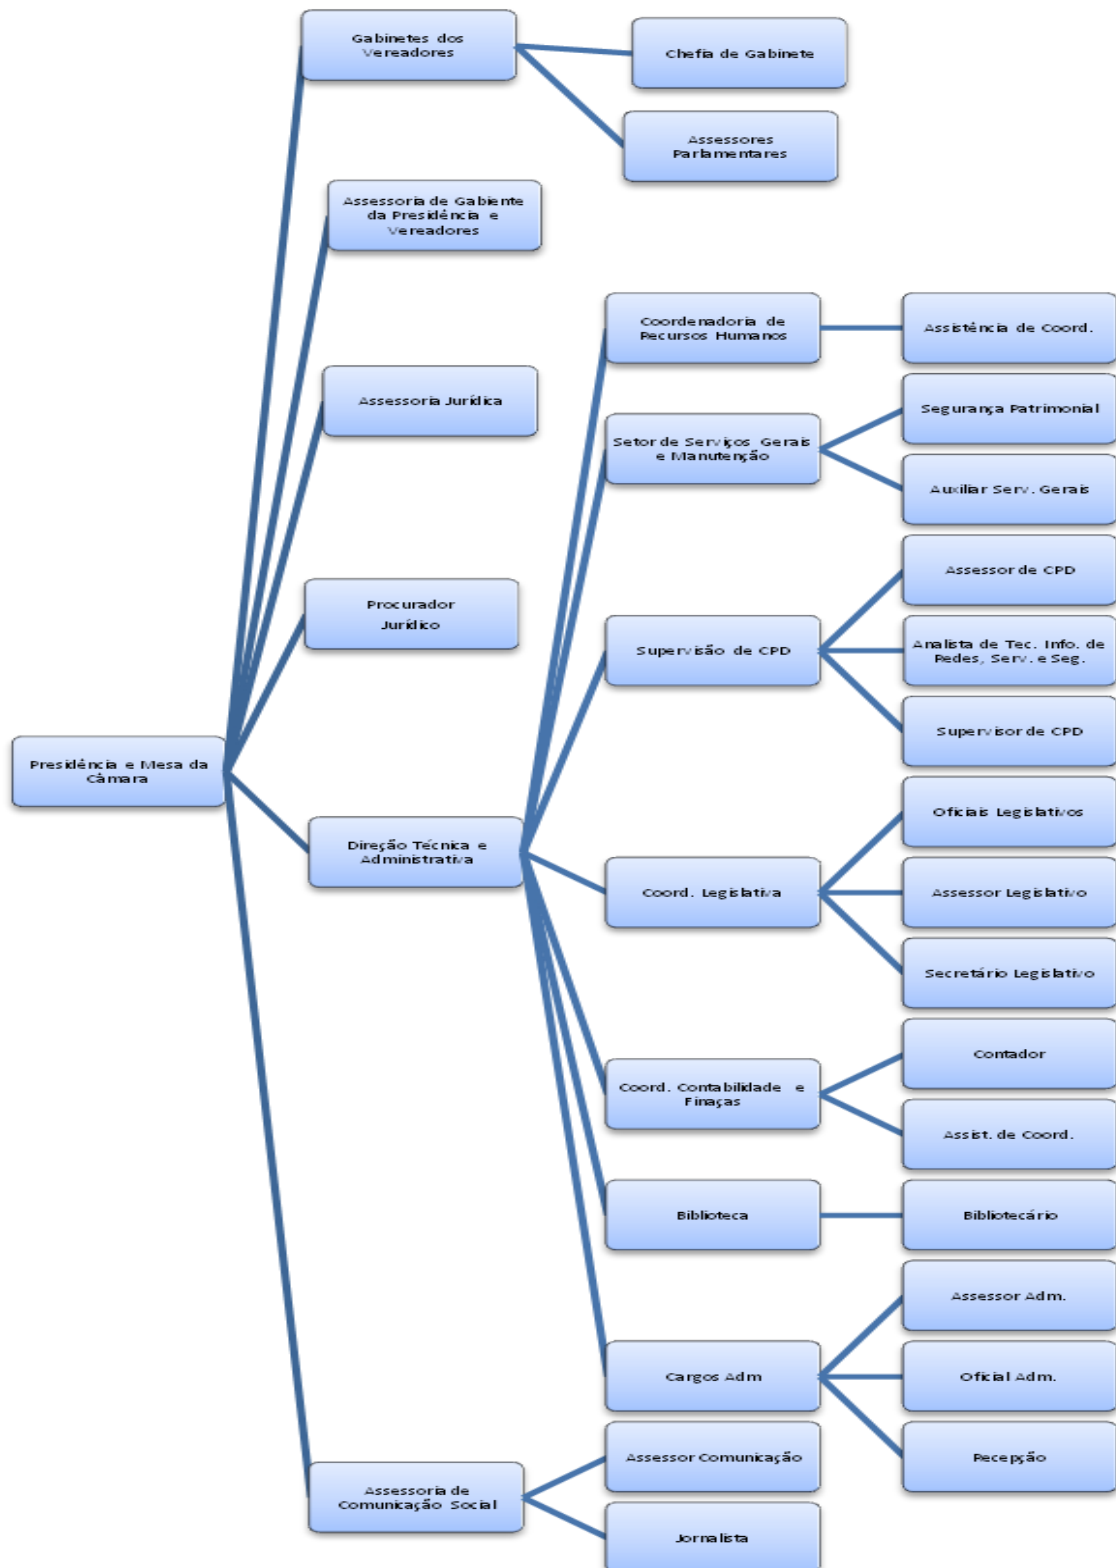 Gabinetes dos
Vereadores
Chefia de Gabinete
Assessores
Parlamentares
Assessoria de Gabiente
da Presidência e
Vereadores
Coordenadoria de
Recursos Humanos
Assistência de Coord.
Assessoria Jurídica
Segurança Patrimonial
Setor de Serviços Gerais
e Manutenção
Auxiliar Serv. Gerais
Assessor de CPD
Procurador
Jurídico
Supervisão de CPD
Analista de Tec. Info. de
Redes, Serv. e Seg.
Supervisor de CPD
Presidência e Mesa da
Câmara
Oficiais Legislativos
Direção Técnica e
Administrativa
Coord. Legislativa
Assessor Legislativo
Secretário Legislativo
Contador
Coord. Contabilidade e
Finaças
Assist. de Coord.
Biblioteca
Bibliotecário
Assessor Adm.
Cargos Adm
Oficial Adm.
Assessor Comunicação
Recepção
Assessoria de
Comunicação Social
Jornalista